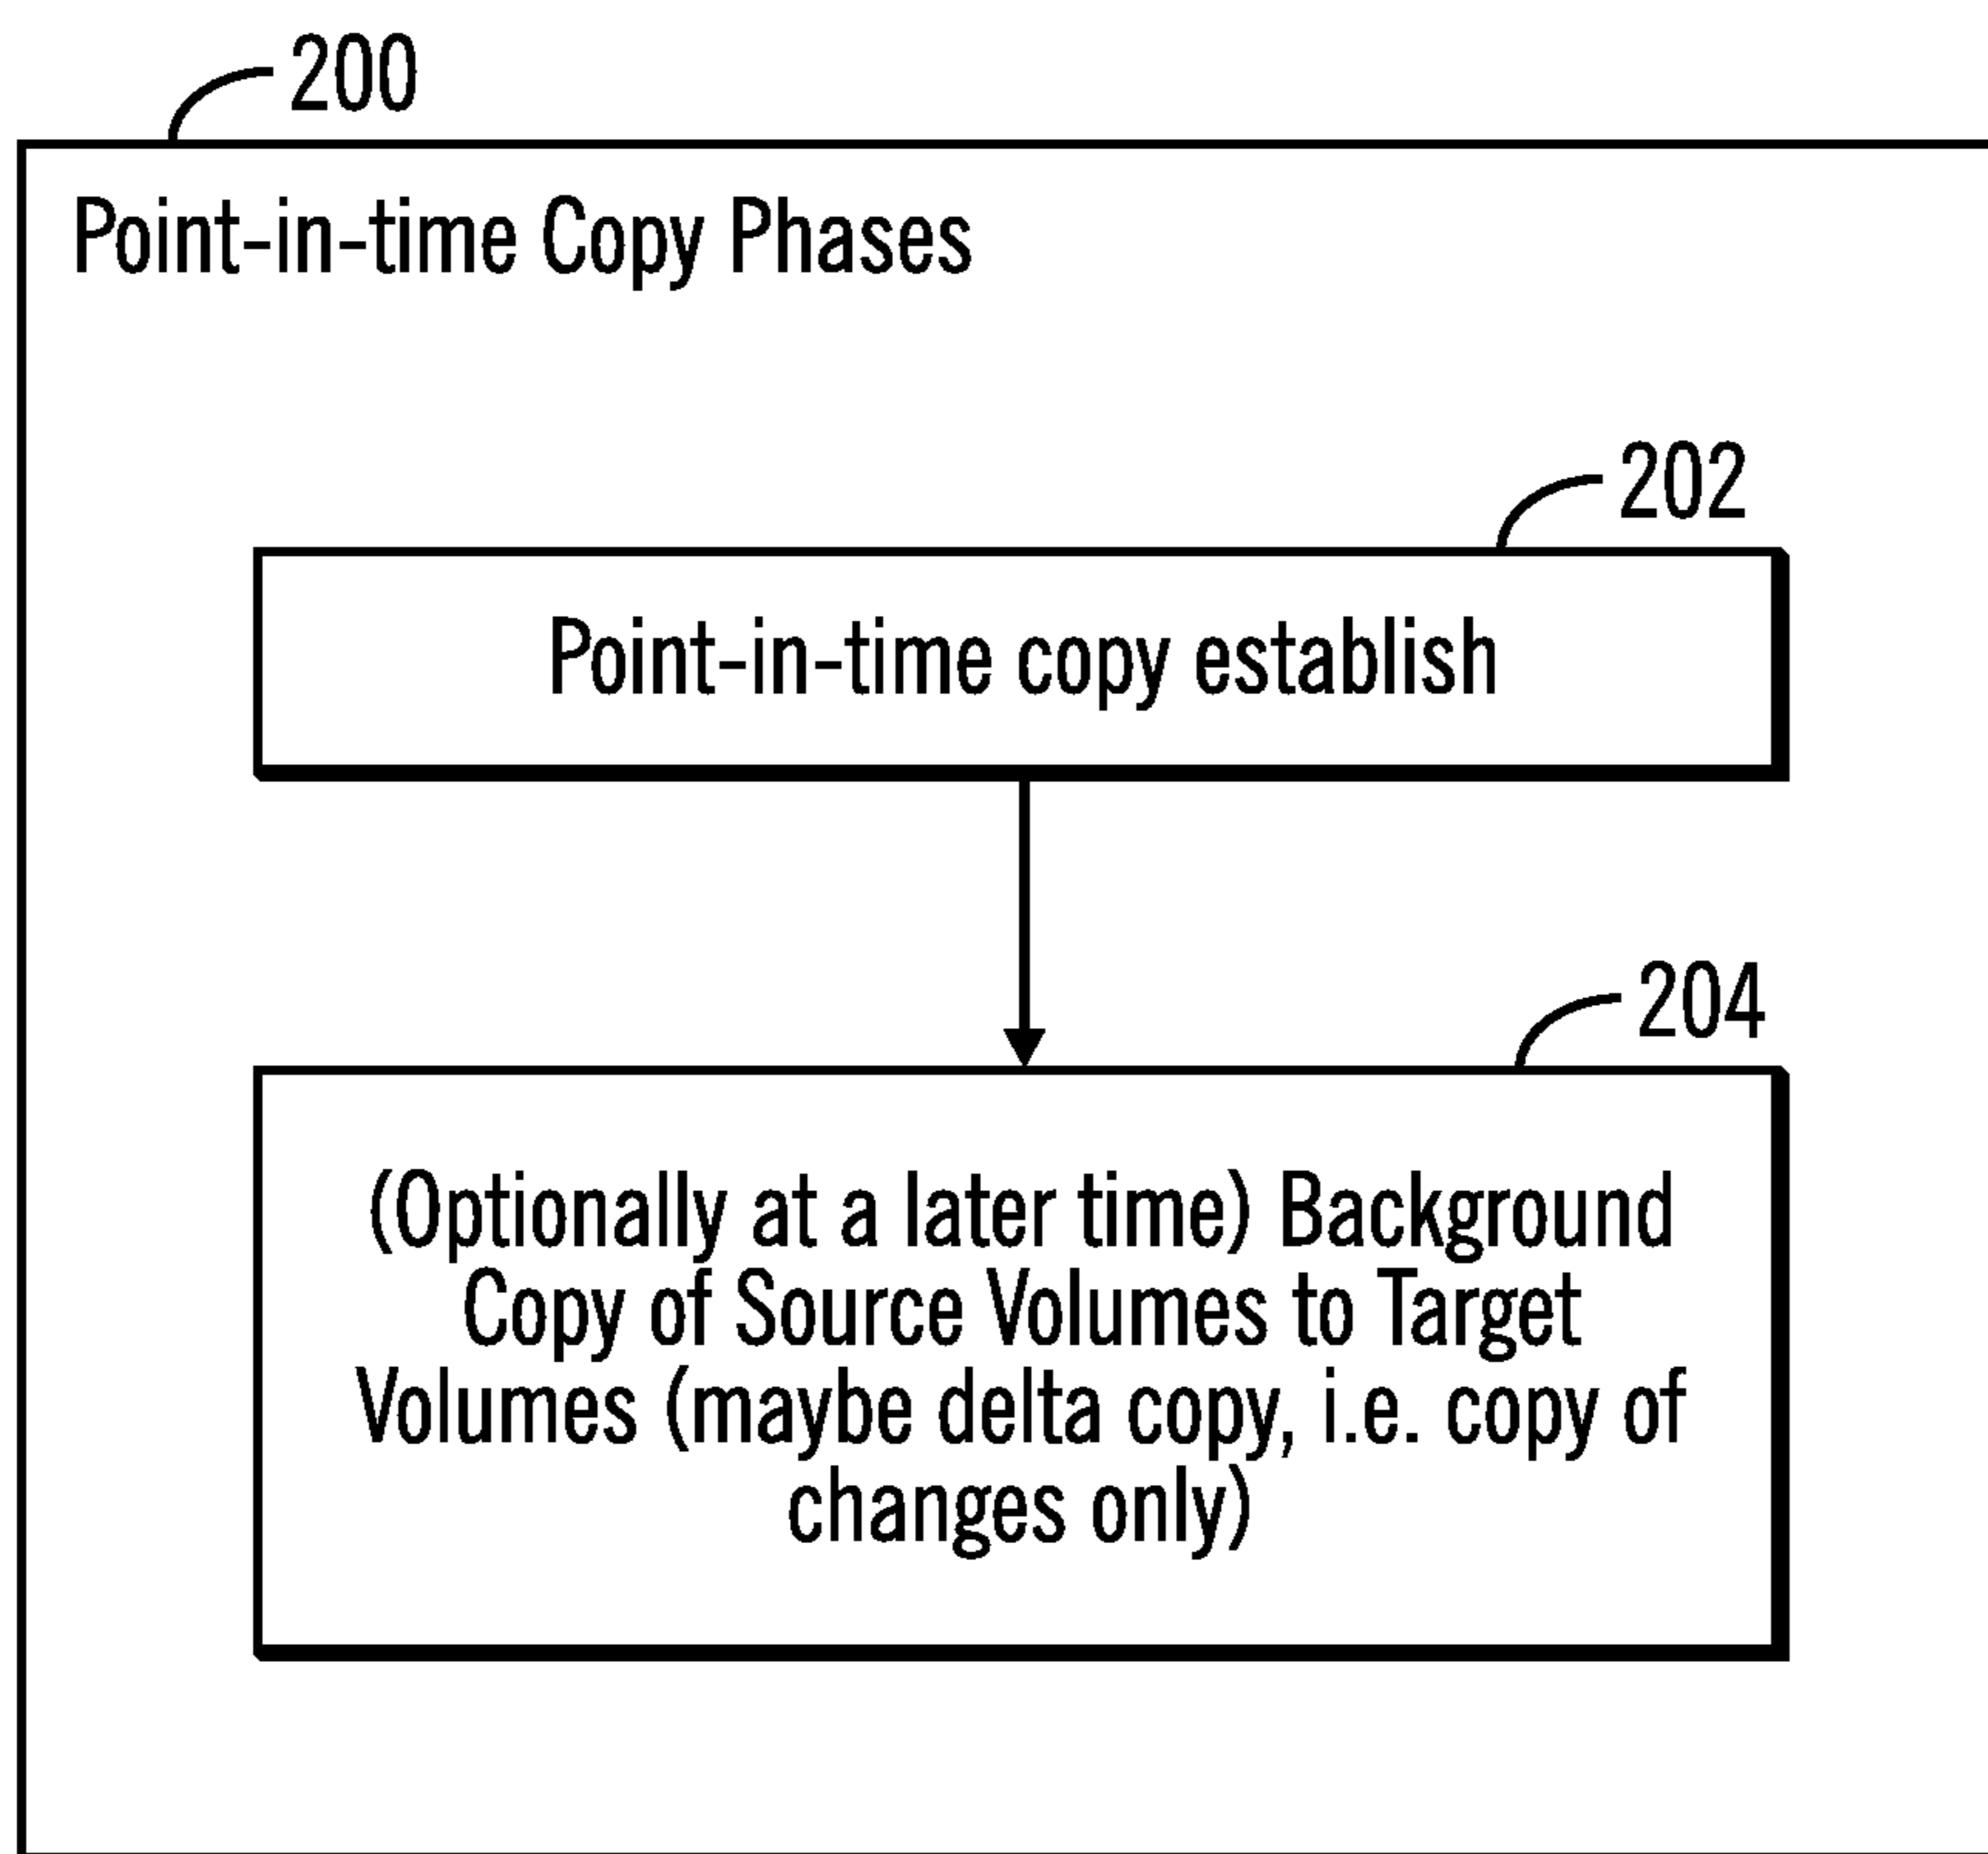 200
Point-in-time Copy Phases
202
Point-in-time copy establish
204
(Optionally at a later time) Background
Copy of Source Volumes to Target
Volumes (maybe delta copy, i.e. copy of
changes only)